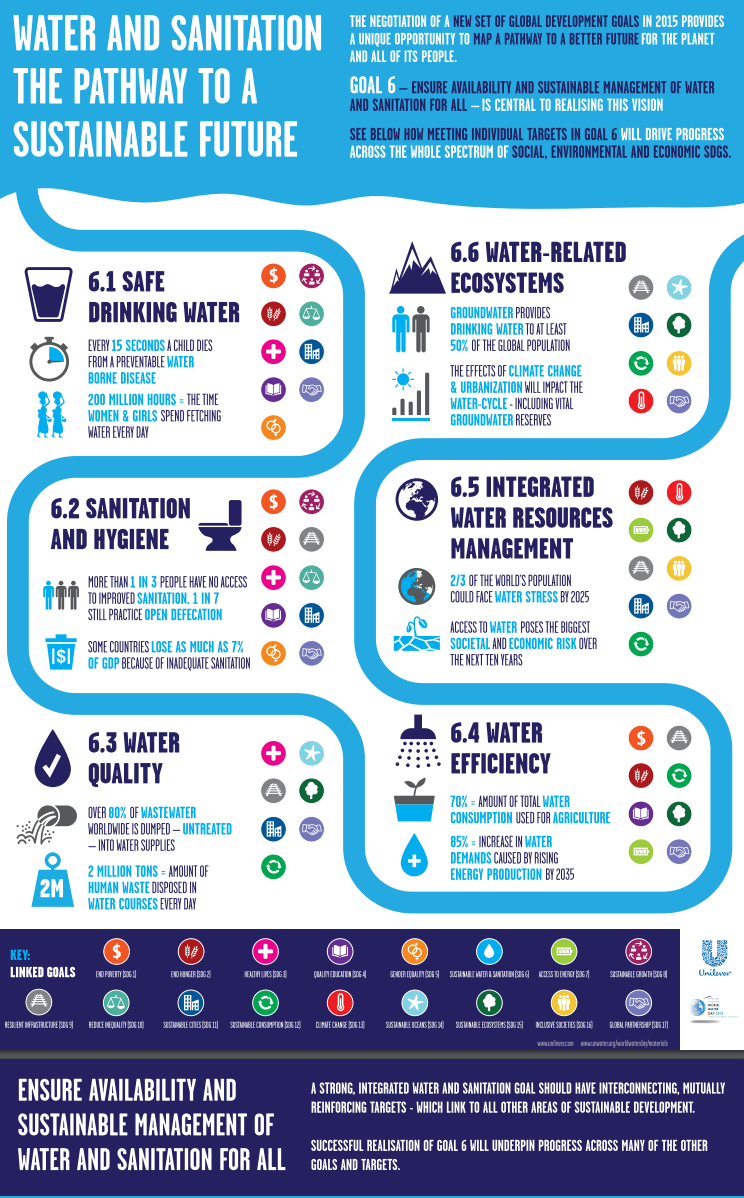 WATER AND SANITATION
THE PATHWAY TO A
SUSTAINABLE FUTURE
THE NEGOTIATION OF A NEW SET OF GLOBAL DEVELOPMENT GOALS IN 2015 PROVIDES
A UNIQUE OPPORTUNITY TO MAP A PATHWAY TO A BETTER FUTURE FOR THE PLANET
AND ALL OF ITS PEOPLE.
GOAL 6 – ENSURE AVAILABILITY AND SUSTAINABLE MANAGEMENT OF WATER
AND SANITATION FOR ALL – IS CENTRAL TO REALISING THIS VISION
SEE BELOW HOW MEETING INDIVIDUAL TARGETS IN GOAL 6 WILL DRIVE PROGRESS
ACROSS THE WHOLE SPECTRUM OF SOCIAL, ENVIRONMENTAL AND ECONOMIC SDGS.
6.1 SAFE
DRINKING WATER
EVERY 15 SECONDS A CHILD DIES
FROM A PREVENTABLE WATER
BORNE DISEASE
200 MILLION HOURS = THE TIME
WOMEN & GIRLS SPEND FETCHING
WATER EVERY DAY
6.6 WATER-RELATED
ECOSYSTEMS
GROUNDWATER PROVIDES
DRINKING WATER TO AT LEAST
50% OF THE GLOBAL POPULATION
THE EFFECTS OF CLIMATE CHANGE
& URBANIZATION WILL IMPACT THE
WATER-CYCLE - INCLUDING VITAL
GROUNDWATER RESERVES
6.2 SANITATION
AND HYGIENE
MORE THAN 1 IN 3 PEOPLE HAVE NO ACCESS
TO IMPROVED SANITATION. 1 IN 7
STILL PRACTICE OPEN DEFECATION
SOME COUNTRIES LOSE AS MUCH AS 7%
OF GDP BECAUSE OF INADEQUATE SANITATION
6.5 INTEGRATED
WATER RESOURCES
MANAGEMENT
2/3 OF THE WORLD'S POPULATION
COULD FACE WATER STRESS BY 2025
ACCESS TO WATER POSES THE BIGGEST
SOCIETAL AND ECONOMIC RISK OVER
THE NEXT TEN YEARS
6.3 WATER
QUALITY
OVER 80% OF WASTEWATER
WORLDWIDE IS DUMPED – UNTREATED
– INTO WATER SUPPLIES
2M
2 MILLION TONS = AMOUNT OF
HUMAN WASTE DISPOSED IN
WATER COURSES EVERY DAY
6.4 WATER
EFFICIENCY
70% = AMOUNT OF TOTAL WATER
CONSUMPTION USED FOR AGRICULTURE
85% = INCREASE IN WATER
DEMANDS CAUSED BY RISING
ENERGY PRODUCTION BY 2035
KEY:
LINKED GOALS
END POVERTY (SDG 1)
END HUNGER (SDG 2)
HEALTHY LIVES (SDG 3)
QUALITY EDUCATION (SDG 4)
GENDER EQUALITY (SDG 5)
SUSTAINABLE WATER & SANITATION (SDG 6)
ACCESS TO ENERGY (SDG 7)
SUSTAINABLE GROWTH (SDG 8)
RESILIENT INFRASTRUCTURE (SDG 9)
REDUCE INEQUALITY (SDG 10)
SUSTAINABLE CITIES (SDG 11)
SUSTAINABLE CONSUMPTION (SDG 12)
CLIMATE CHANGE (SDG 13)
SUSTAINABLE OCEANS (SDG 14)
SUSTAINABLE ECOSYSTEMS (SDG 15)
INCLUSIVE SOCIETIES (SDG 16)
GLOBAL PARTNERSHIP (SDG 17)
www.unilever.com www.unwater.org/worldwaterday/materials
Unilever
WORLD
WATER
DAY
ENSURE AVAILABILITY AND
SUSTAINABLE MANAGEMENT OF
WATER AND SANITATION FOR ALL
A STRONG, INTEGRATED WATER AND SANITATION GOAL SHOULD HAVE INTERCONNECTING, MUTUALLY
REINFORCING TARGETS - WHICH LINK TO ALL OTHER AREAS OF SUSTAINABLE DEVELOPMENT.
SUCCESSFUL REALISATION OF GOAL 6 WILL UNDERPIN PROGRESS ACROSS MANY OF THE OTHER
GOALS AND TARGETS.